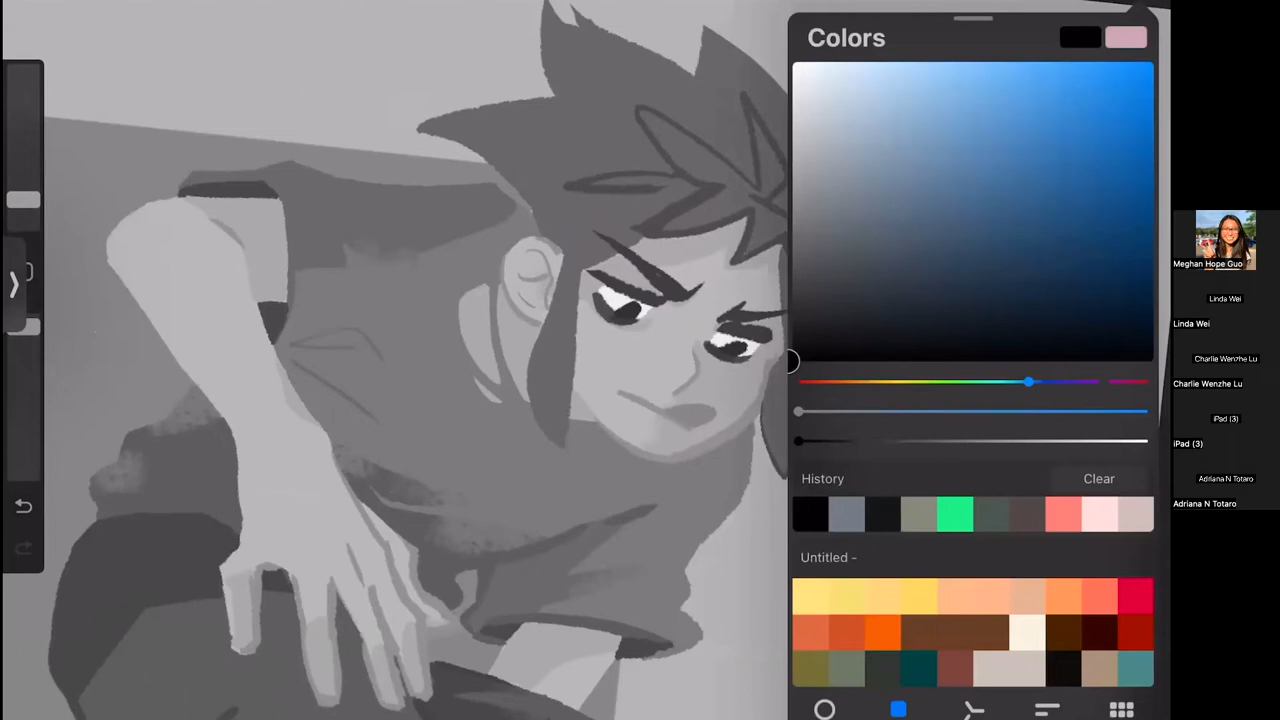 Colors
History
Clear
Untitled -
Meghan Hope Guo
Linda Wei
Linda Wei
Charlie Wenzhe Lu
Charlie Wenzhe Lu
iPad (3)
iPad (3)
Adriana N Totaro
Adriana N Totaro